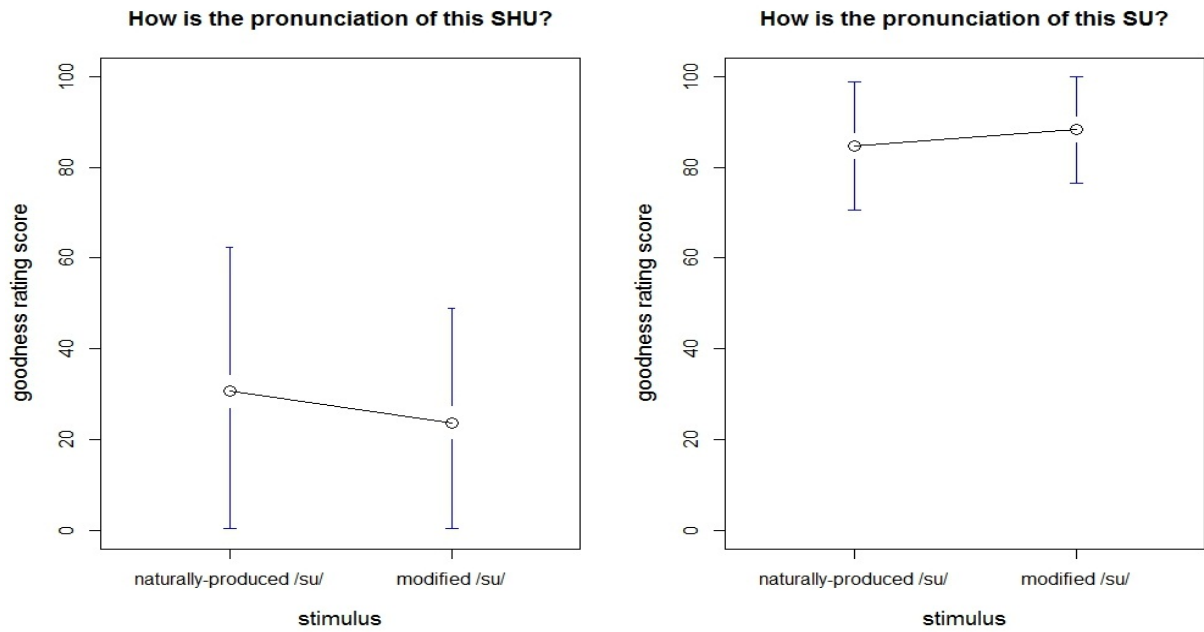 How is the pronunciation of this SHU?
goodness rating score
100
80
60
40
20
0
naturally-produced /su/
modified /su/
stimulus
How is the pronunciation of this SU?
goodness rating score
100
80
60
40
20
0
naturally-produced /su/
modified /su/
stimulus